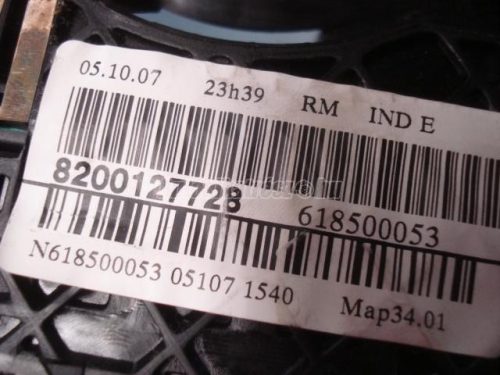 05.10.07 23h39 RM IND E
8200127728 618500053
N618500053 05107 1540 Map34.01